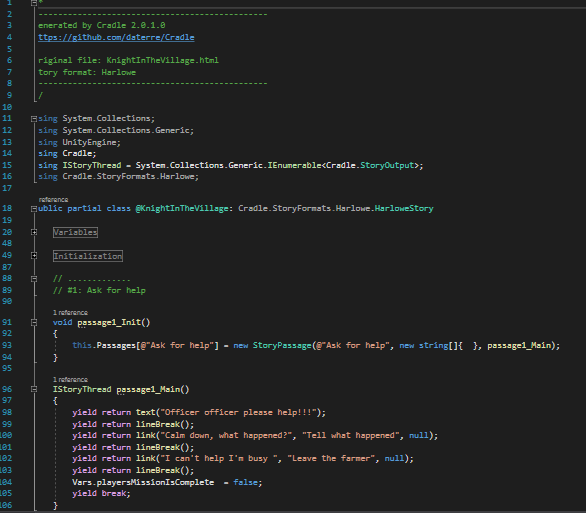 1 *
2 -----------------------------------------------
3 enerated by Cradle 2.0.1.0
4 ttps://github.com/daterre/Cradle
5
6 riginal file: KnightInTheVillage.html
7 tory format: Harlowe
8 -----------------------------------------------
9 /
10
11 sing System.Collections;
12 sing System.Collections.Generic;
13 sing UnityEngine;
14 sing Cradle;
15 sing IStoryThread = System.Collections.Generic.IEnumerable<Cradle.StoryOutput>;
16 sing Cradle.StoryFormats.Harlowe;
17
reference
18 ublic partial class @KnightInTheVillage: Cradle.StoryFormats.Harlowe.HarloweStory
19
20 Variables
48
49 Initialization
87
88 // -------------
89 // #1: Ask for help
90
1 reference
91 void passage1_Init()
92 {
93 this.Passages[@"Ask for help"] = new StoryPassage(@"Ask for help", new string[]{  }, passage1_Main);
94 }
95
1 reference
96 IStoryThread passage1_Main()
97 {
98 yield return text("Officer officer please help!!!");
99 yield return lineBreak();
100 yield return link("Calm down, what happened?", "Tell what happened", null);
101 yield return lineBreak();
102 yield return link("I can't help I'm busy ", "Leave the farmer", null);
103 yield return lineBreak();
104 Vars.playersMissionIsComplete  = false;
105 yield break;
106 }